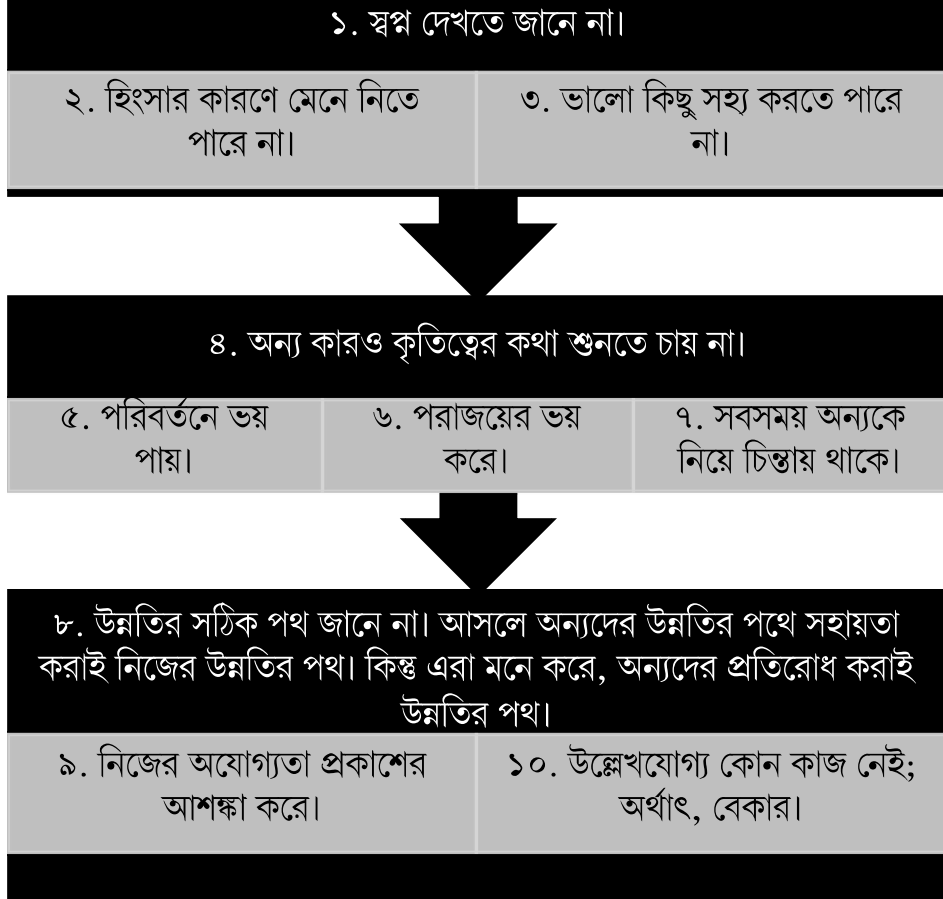 ১. স্বপ্ন দেখতে জানে না।
২. হিংসার কারণে মেনে নিতে
পারে না।
৩. ভালো কিছু সহ্য করতে পারে
না।
৪. অন্য কারও কৃতিত্বের কথা শুনতে চায় না।
৫. পরিবর্তনে ভয়
পায়।
৬. পরাজয়ের ভয়
করে।
৭. সবসময় অন্যকে
নিয়ে চিন্তায় থাকে।
৮. উন্নতির সঠিক পথ জানে না। আসলে অন্যদের উন্নতির পথে সহায়তা
করাই নিজের উন্নতির পথ। কিন্তু এরা মনে করে, অন্যদের প্রতিরোধ করাই
উন্নতির পথ।
৯. নিজের অযোগ্যতা প্রকাশের
আশঙ্কা করে।
১০. উল্লেখযোগ্য কোন কাজ নেই;
অর্থাৎ, বেকার।